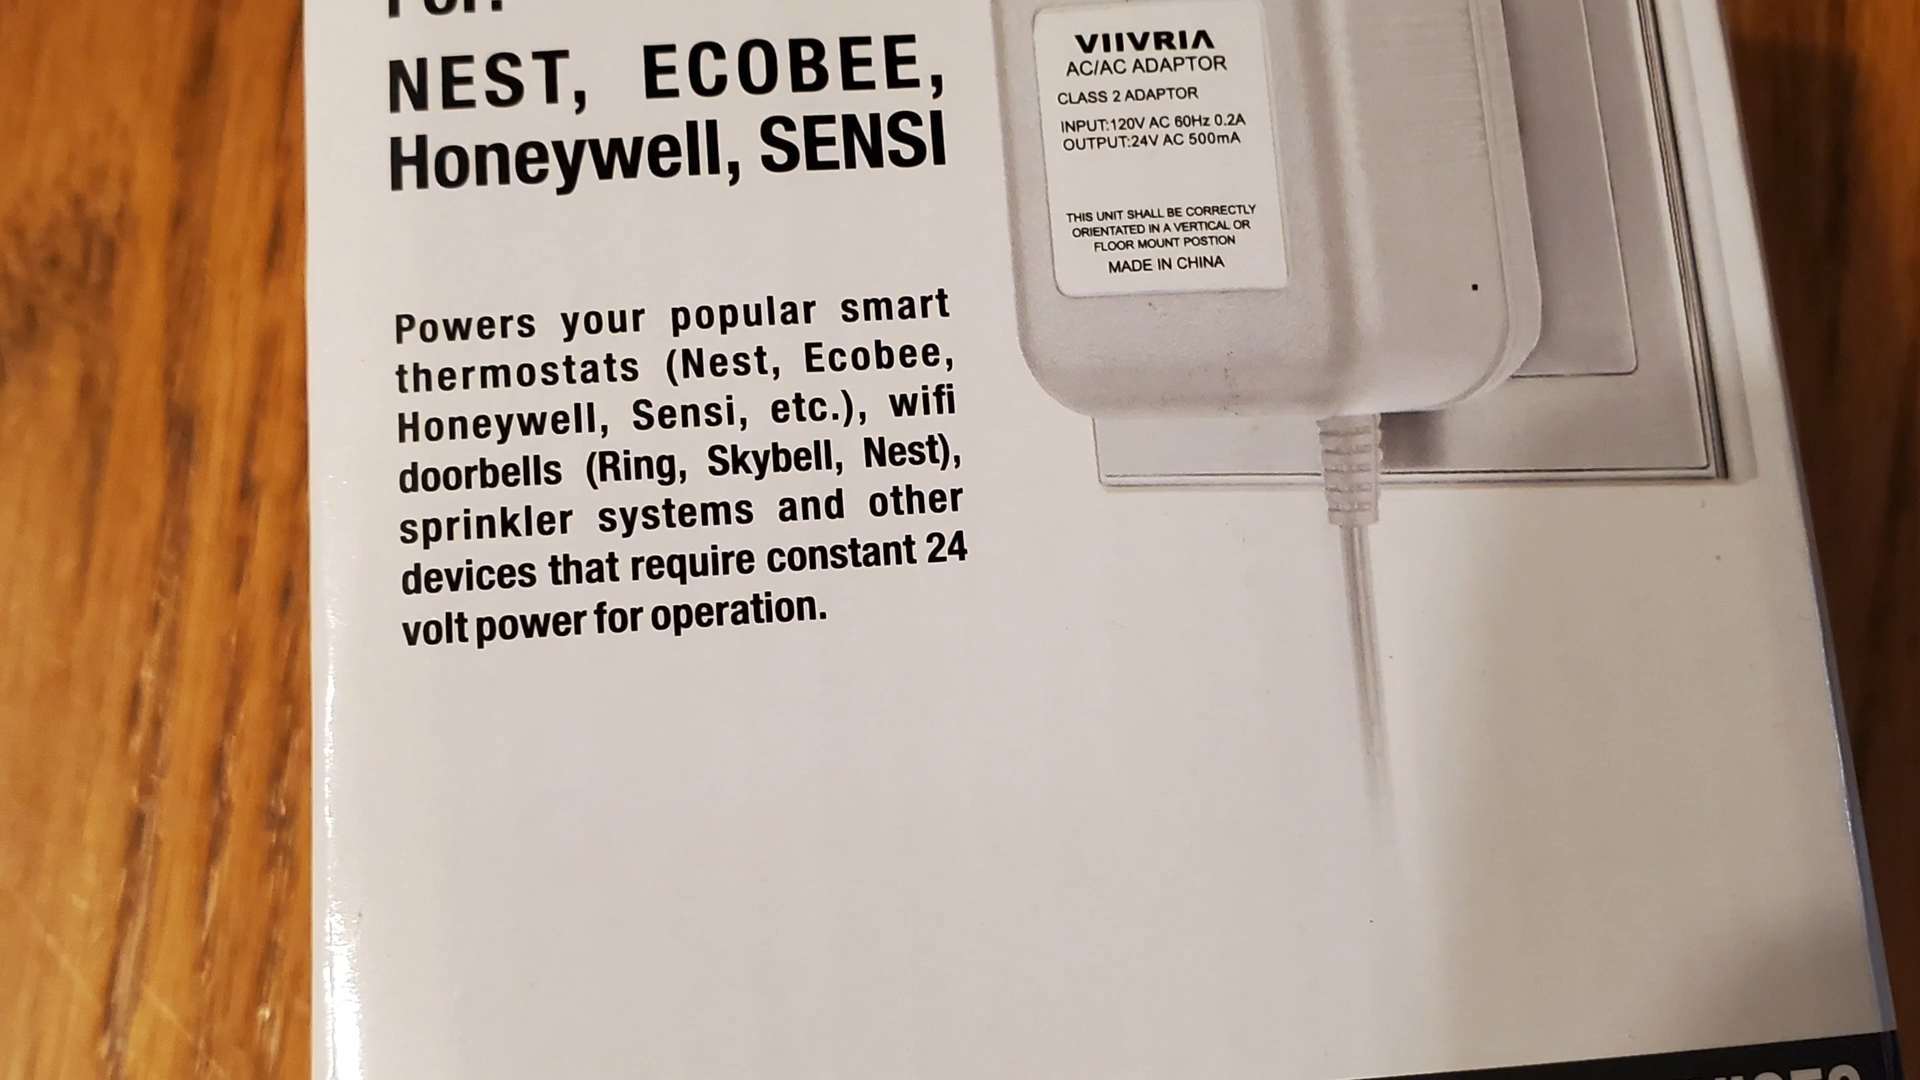 For:
NEST, ECOBEE,
Honeywell, SENSI
Powers your popular smart
thermostats (Nest, Ecobee,
Honeywell, Sensi, etc.), wifi
doorbells (Ring, Skybell, Nest),
sprinkler systems and other
devices that require constant 24
volt power for operation.
VIIVRIA
AC/AC ADAPTOR
CLASS 2 ADAPTOR
INPUT:120V AC 60Hz 0.2A
OUTPUT:24V AC 500mA
THIS UNIT SHALL BE CORRECTLY
ORIENTATED IN A VERTICAL OR
FLOOR MOUNT POSTION
MADE IN CHINA